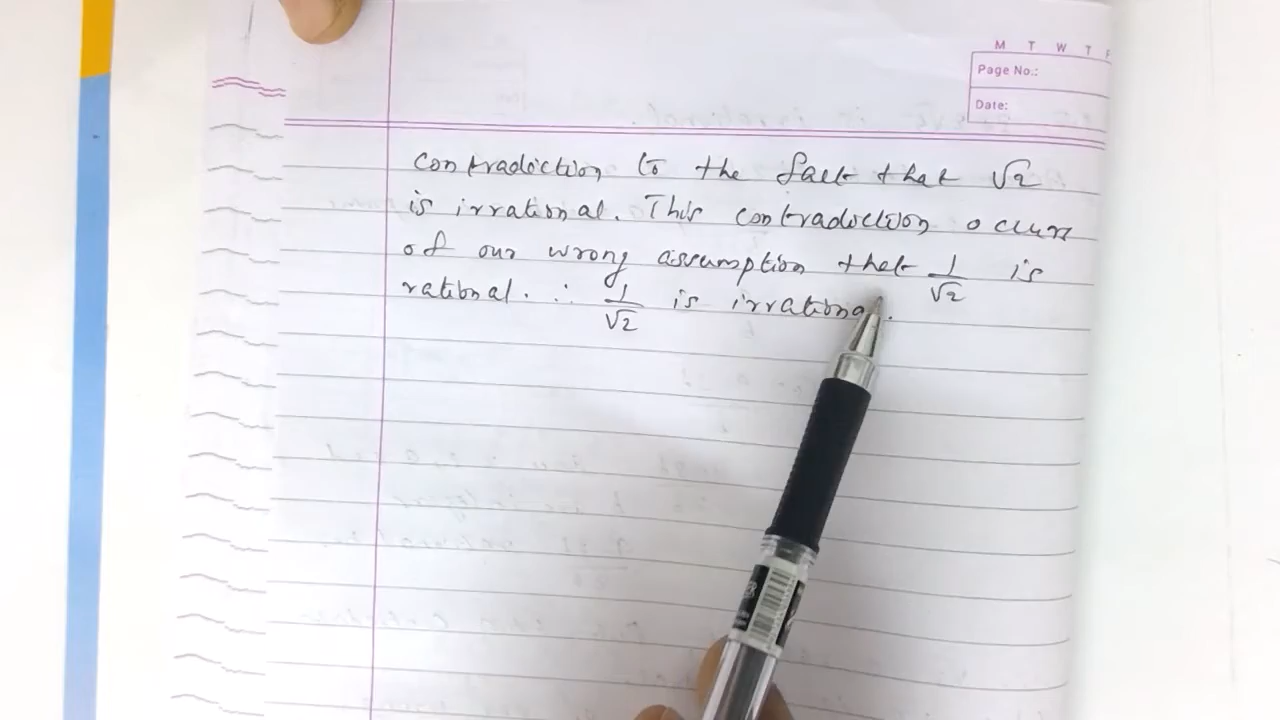 M T W T F
Page No.:
Date:
contradiction to the fact that √2
is irrational. This contradiction occurs
of our wrong assumption that 1/√2 is
rational. ∴ 1/√2 is irrational.